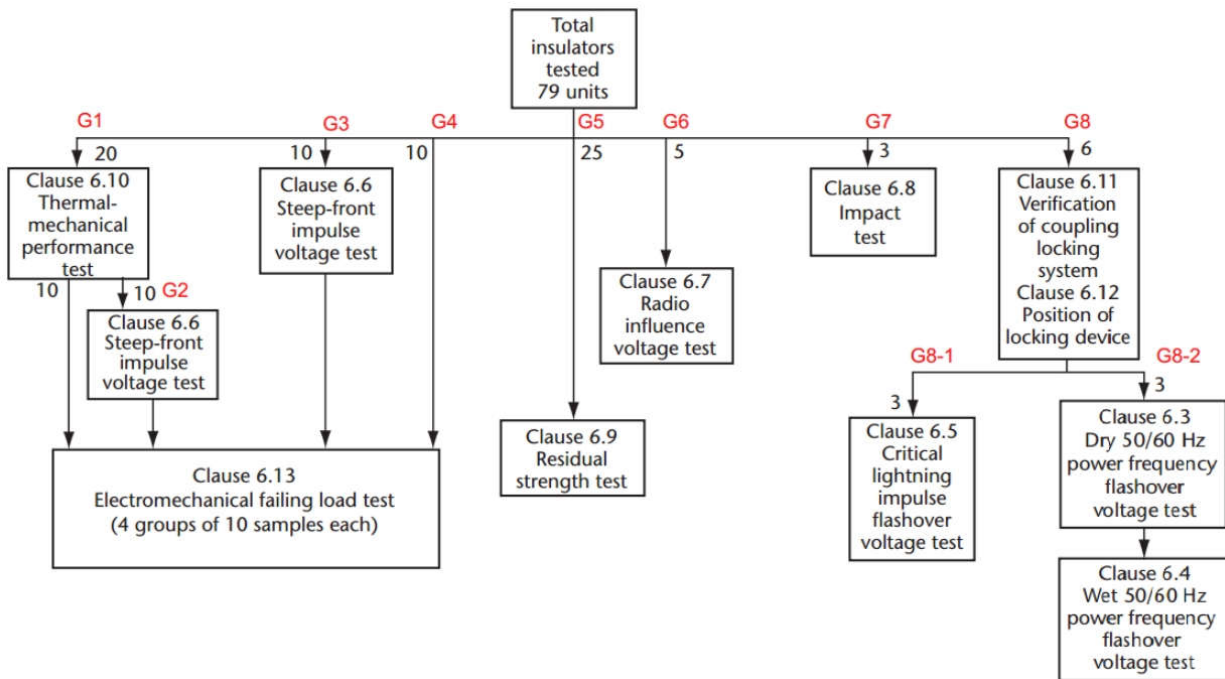 Total
insulators
tested
79 units
G1
G3
G4
G5
G6
G7
G8
20
10
10
25
5
3
6
Clause 6.10
Thermal-
mechanical
performance
test
Clause 6.6
Steep-front
impulse
voltage test
Clause 6.8
Impact
test
Clause 6.11
Verification
of coupling
locking
system
Clause 6.12
Position of
locking device
10
10
G2
Clause 6.6
Steep-front
impulse
voltage test
Clause 6.7
Radio
influence
voltage test
G8-1
G8-2
3
3
Clause 6.13
Electromechanical failing load test
(4 groups of 10 samples each)
Clause 6.9
Residual
strength test
Clause 6.5
Critical
lightning
impulse
flashover
voltage test
Clause 6.3
Dry 50/60 Hz
power frequency
flashover
voltage test
Clause 6.4
Wet 50/60 Hz
power frequency
flashover
voltage test